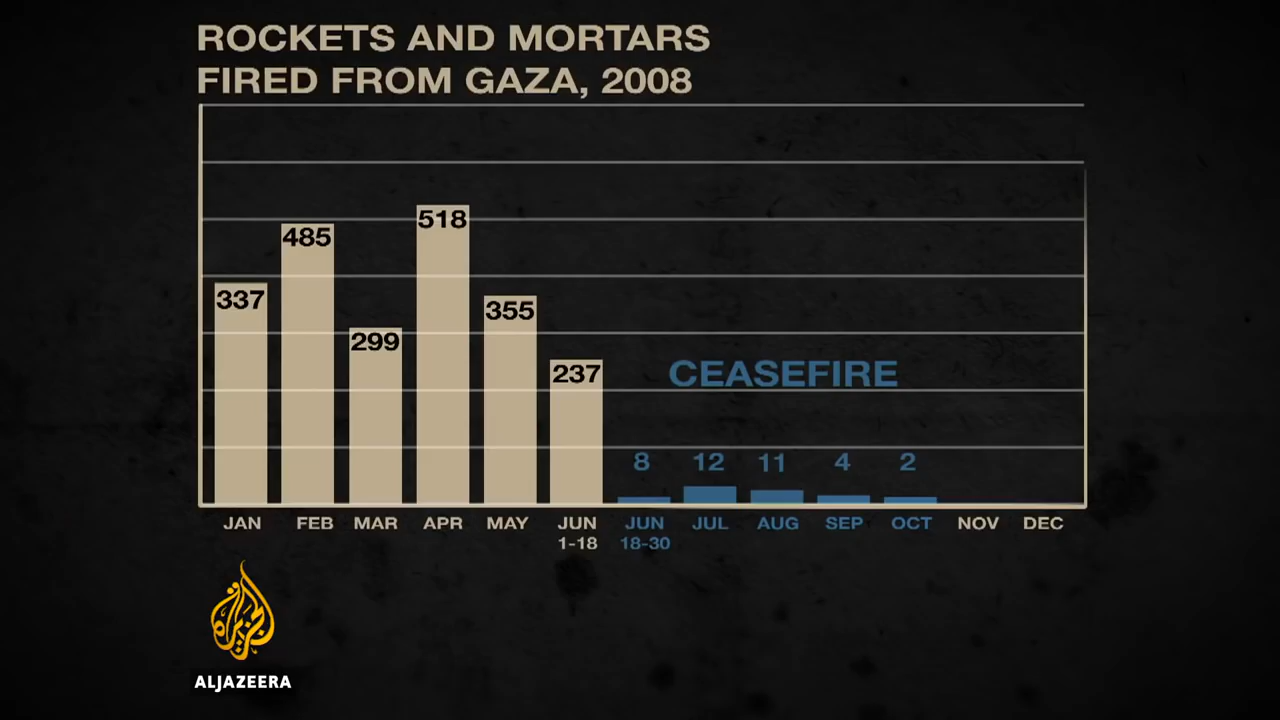 ROCKETS AND MORTARS
FIRED FROM GAZA, 2008
337
485
299
518
355
237
CEASEFIRE
8
12
11
4
2
JAN
FEB
MAR
APR
MAY
JUN
1-18
JUN
18-30
JUL
AUG
SEP
OCT
NOV
DEC
الجزيرة
ALJAZEERA